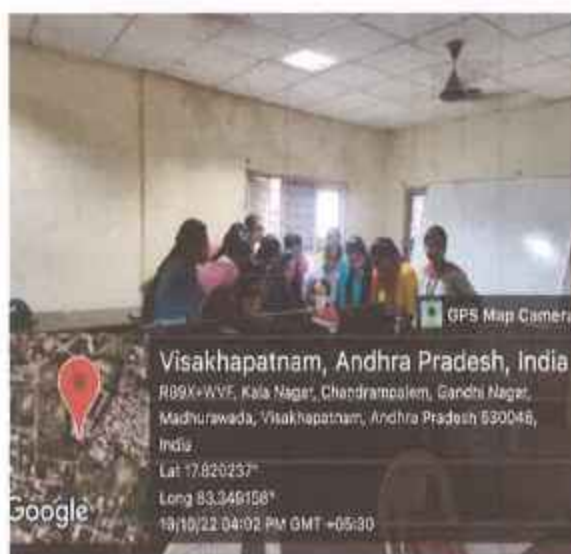 GPS Map Camera
Visakhapatnam, Andhra Pradesh, India
R89X+WVF, Kala Nagar, Chandrampalem, Gandhi Nagar,
Madhurawada, Visakhapatnam, Andhra Pradesh 530048,
India
Lat 17.820237°
Long 83.349158°
19/10/22 04:02 PM GMT +05:30
Google